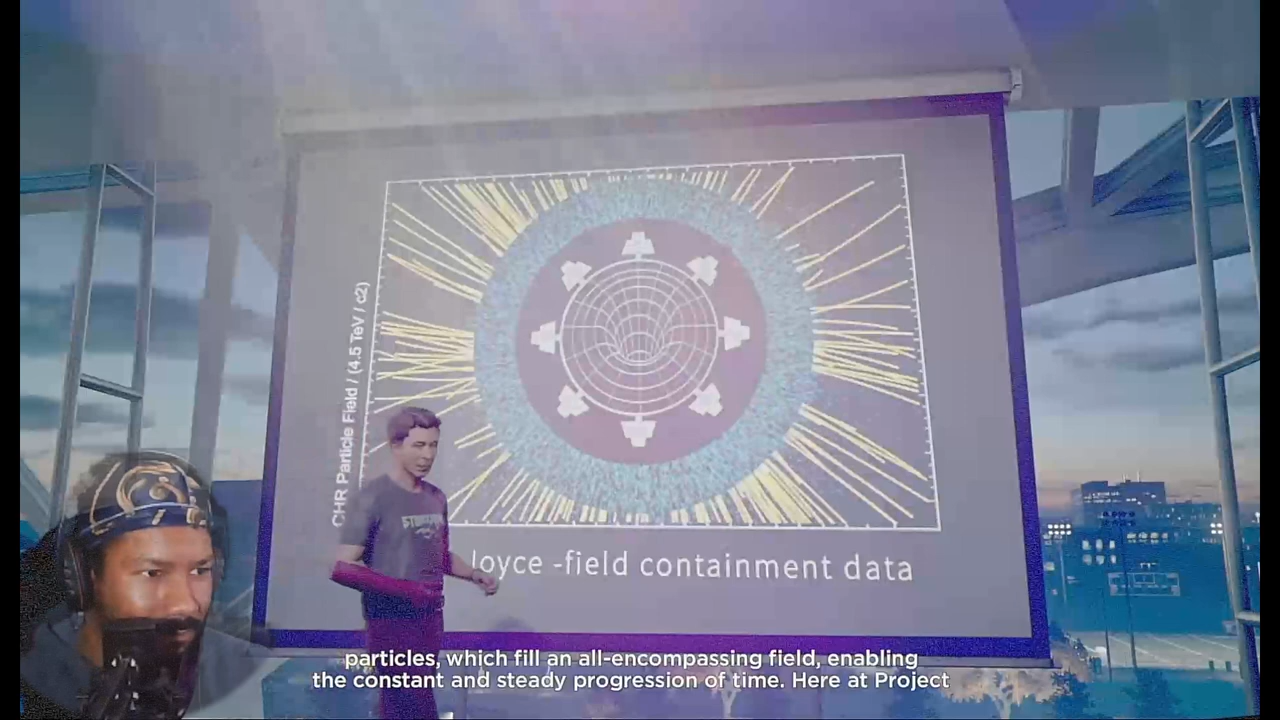 CHR Particle Field / (4.5 TeV / c2)
Joyce -field containment data
particles, which fill an all-encompassing field, enabling
the constant and steady progression of time. Here at Project